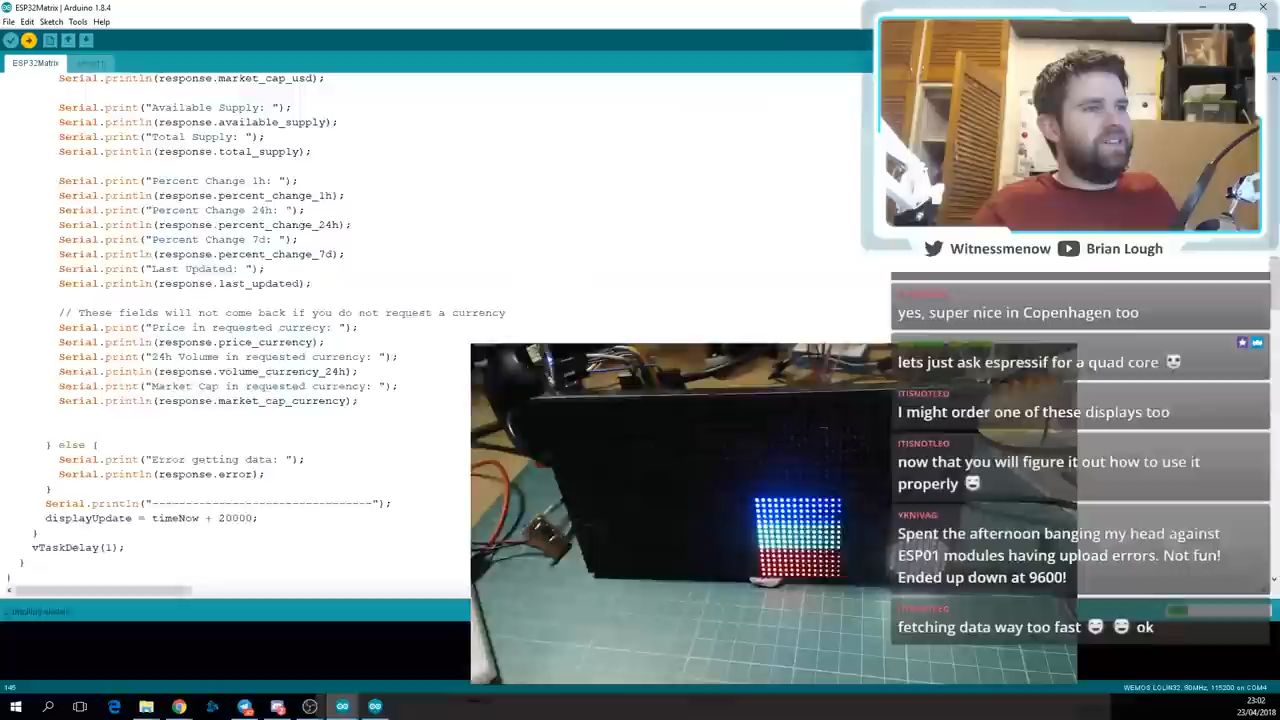 ESP32Matrix | Arduino 1.8.4
File Edit Sketch Tools Help
ESP32Matrix
Serial.println(response.market_cap_usd);
Serial.print("Available Supply: ");
Serial.println(response.available_supply);
Serial.print("Total Supply: ");
Serial.println(response.total_supply);
Serial.print("Percent Change 1h: ");
Serial.println(response.percent_change_1h);
Serial.print("Percent Change 24h: ");
Serial.println(response.percent_change_24h);
Serial.print("Percent Change 7d: ");
Serial.println(response.percent_change_7d);
Serial.print("Last Updated: ");
Serial.println(response.last_updated);
// These fields will not come back if you do not request a currency
Serial.print("Price in requested currecy: ");
Serial.println(response.price_currency);
Serial.print("24h Volume in requested currency: ");
Serial.println(response.volume_currency_24h);
Serial.print("Market Cap in requested currency: ");
Serial.println(response.market_cap_currency);
} else {
Serial.print("Error getting data: ");
Serial.println(response.error);
}
Serial.println("---------------------------------");
displayUpdate = timeNow + 20000;
}
vTaskDelay(1);
}
}
Witnessmenow Brian Lough
yes, super nice in Copenhagen too
lets just ask espressif for a quad core
ITISNOTLEO
I might order one of these displays too
ITISNOTLEO
now that you will figure it out how to use it
properly
YKNIVAG
Spent the afternoon banging my head against
ESP01 modules having upload errors. Not fun!
Ended up down at 9600!
ITISNOTLEO
fetching data way too fast ok
145
WEMOS LOLIN32, 80MHz, 115200 on COM4
23:02
23/04/2018